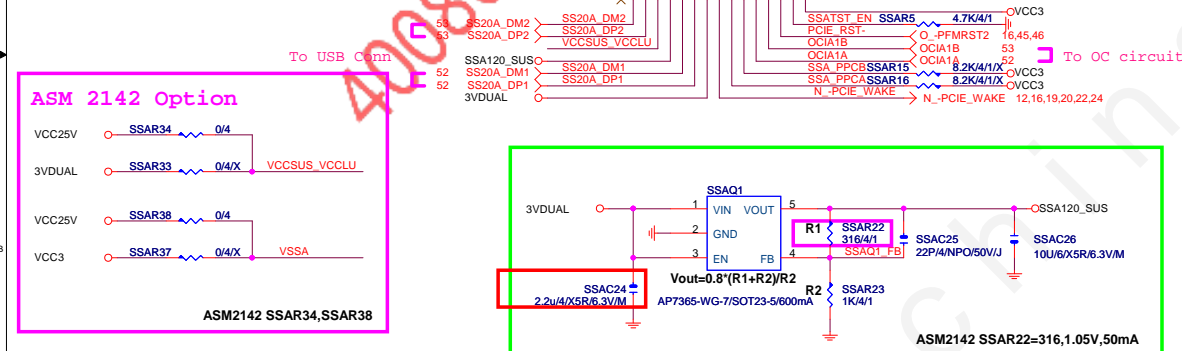 VCC3
SSATST_EN SSAR5 4.7K/4/1
53 SS20A_DM2 SS20A_DM2
PCIE_RST- O_-PFMRST2 16,45,46
53 SS20A_DP2 SS20A_DP2
VCCSUS_VCCLU
OCIA1B OCIA1B 53
To USB Conn
SSA120_SUS
OCIA1A OCIA1A 52
To OC circuit
52 SS20A_DM1 SS20A_DM1
SSA_PPCB SSAR15 8.2K/4/1/X VCC3
52 SS20A_DP1 SS20A_DP1
SSA_PPCA SSAR16 8.2K/4/1/X VCC3
3VDUAL
N_-PCIE_WAKE N_-PCIE_WAKE 12,16,19,20,22,24
ASM 2142 Option
VCC25V SSAR34 0/4
3VDUAL SSAR33 0/4/X VCCSUS_VCCLU
VCC25V SSAR38 0/4
VCC3 SSAR37 0/4/X VSSA
ASM2142 SSAR34,SSAR38
SSAQ1
3VDUAL 1 VIN VOUT 5 SSA120_SUS
2 GND
3 EN FB 4
R1 SSAR22
316/4/1
SSAQ1_FB
SSAC25
22P/4/NPO/50V/J
SSAC26
10U/6/X5R/6.3V/M
Vout=0.8*(R1+R2)/R2
SSAC24
2.2u/4/X5R/6.3V/M
AP7365-WG-7/SOT23-5/600mA
R2 SSAR23
1K/4/1
ASM2142 SSAR22=316,1.05V,50mA
B
4008
chin